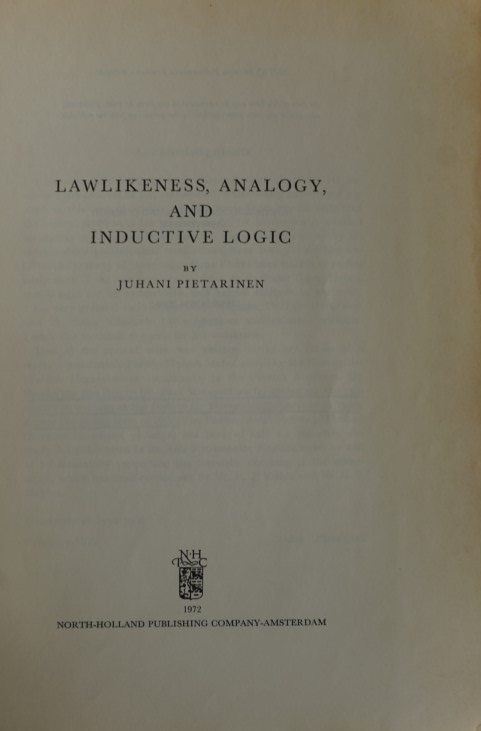 LAWLIKENESS, ANALOGY,
AND
INDUCTIVE LOGIC
BY
JUHANI PIETARINEN
N·H
1972
NORTH-HOLLAND PUBLISHING COMPANY-AMSTERDAM